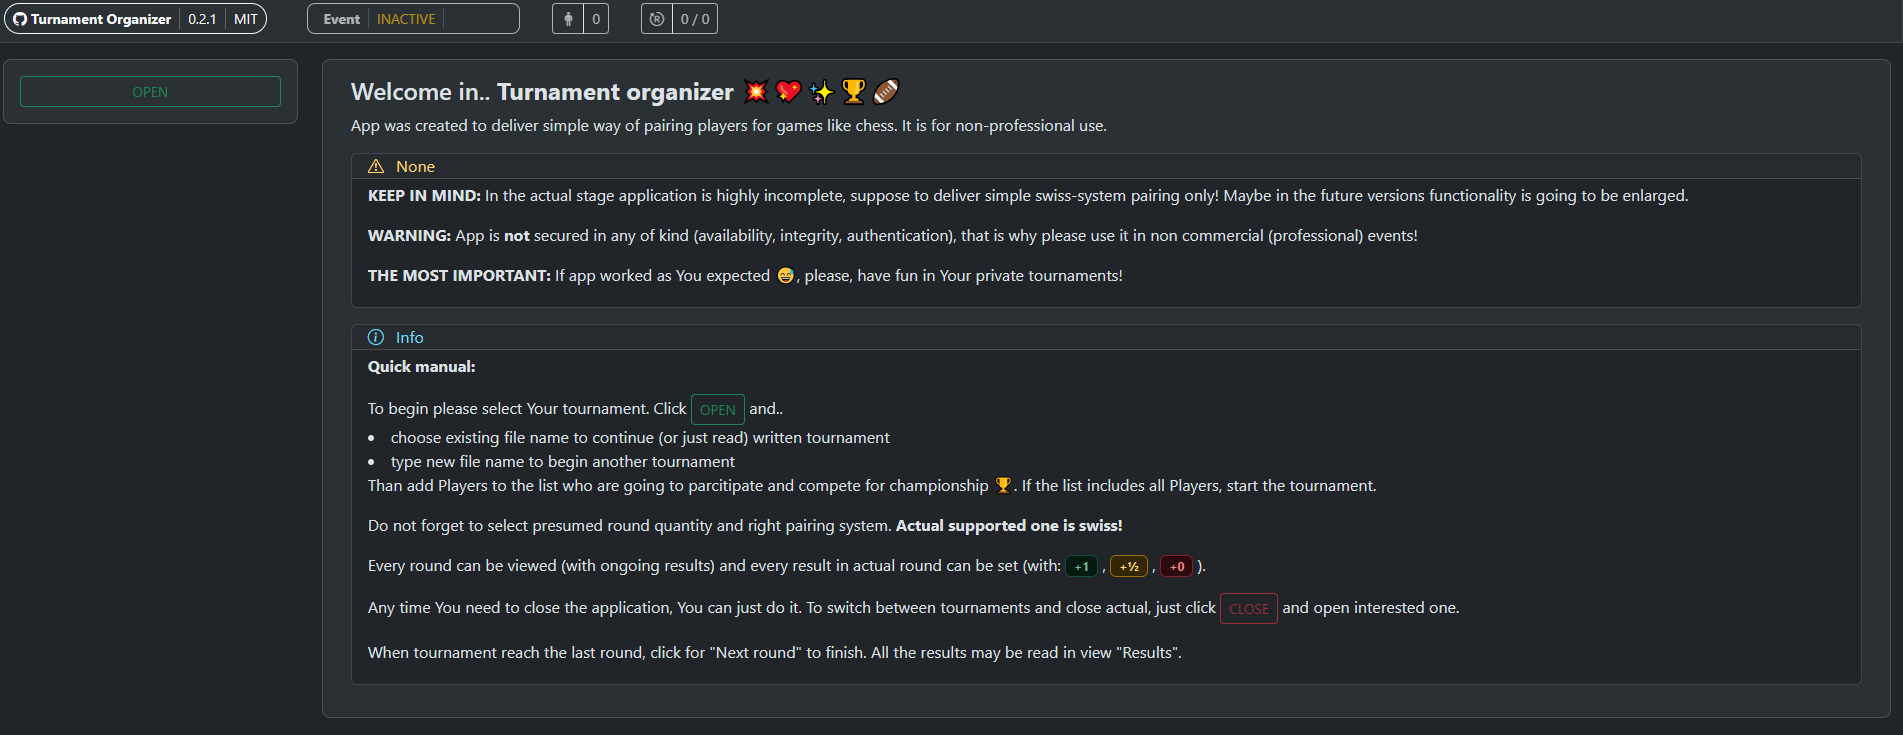 Turnament Organizer 0.2.1 MIT Event INACTIVE 0 R 0 / 0
OPEN
Welcome in.. Turnament organizer 💥 💖 ✨ 🏆 🏈
App was created to deliver simple way of pairing players for games like chess. It is for non-professional use.
None
KEEP IN MIND: In the actual stage application is highly incomplete, suppose to deliver simple swiss-system pairing only! Maybe in the future versions functionality is going to be enlarged.
WARNING: App is not secured in any of kind (availability, integrity, authentication), that is why please use it in non commercial (professional) events!
THE MOST IMPORTANT: If app worked as You expected 😅, please, have fun in Your private tournaments!
Info
Quick manual:
To begin please select Your tournament. Click OPEN and..
• choose existing file name to continue (or just read) written tournament
• type new file name to begin another tournament
Than add Players to the list who are going to parcitipate and compete for championship 🏆. If the list includes all Players, start the tournament.
Do not forget to select presumed round quantity and right pairing system. Actual supported one is swiss!
Every round can be viewed (with ongoing results) and every result in actual round can be set (with: +1 , +½ , +0 ).
Any time You need to close the application, You can just do it. To switch between tournaments and close actual, just click CLOSE and open interested one.
When tournament reach the last round, click for "Next round" to finish. All the results may be read in view "Results".